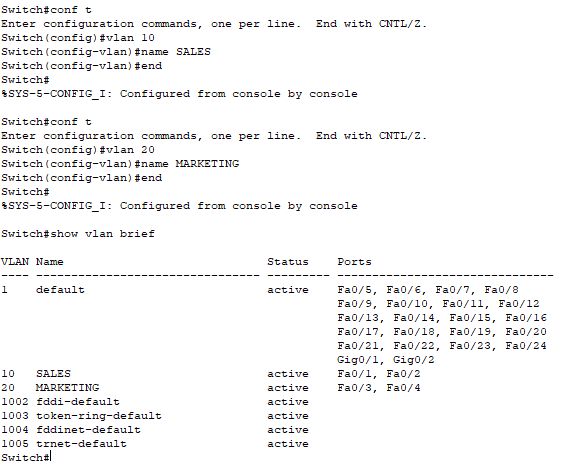 Switch#conf t
Enter configuration commands, one per line.  End with CNTL/Z.
Switch(config)#vlan 10
Switch(config-vlan)#name SALES
Switch(config-vlan)#end
Switch#
%SYS-5-CONFIG_I: Configured from console by console

Switch#conf t
Enter configuration commands, one per line.  End with CNTL/Z.
Switch(config)#vlan 20
Switch(config-vlan)#name MARKETING
Switch(config-vlan)#end
Switch#
%SYS-5-CONFIG_I: Configured from console by console

Switch#show vlan brief

VLAN Name                             Status    Ports
---- -------------------------------- --------- -------------------------------
1    default                          active    Fa0/5, Fa0/6, Fa0/7, Fa0/8
                                                Fa0/9, Fa0/10, Fa0/11, Fa0/12
                                                Fa0/13, Fa0/14, Fa0/15, Fa0/16
                                                Fa0/17, Fa0/18, Fa0/19, Fa0/20
                                                Fa0/21, Fa0/22, Fa0/23, Fa0/24
                                                Gig0/1, Gig0/2
10   SALES                            active    Fa0/1, Fa0/2
20   MARKETING                        active    Fa0/3, Fa0/4
1002 fddi-default                     active
1003 token-ring-default               active
1004 fddinet-default                  active
1005 trnet-default                    active
Switch#